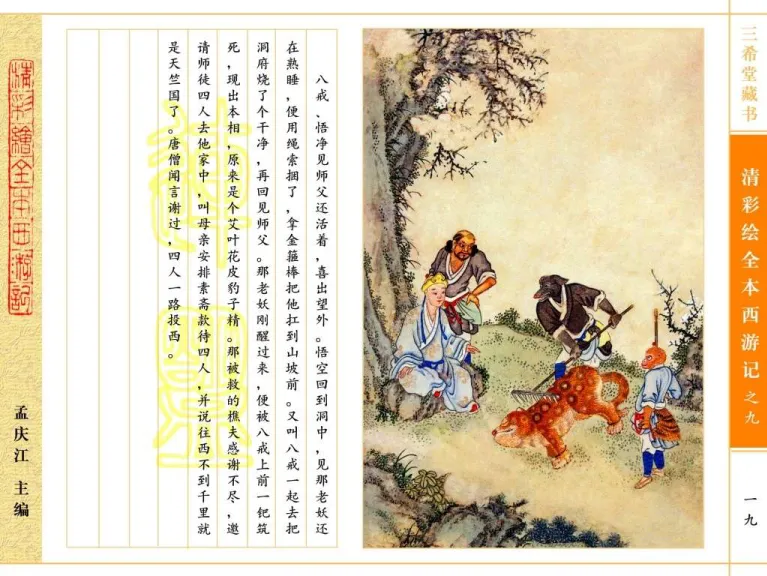 三希堂藏书
清彩绘全本西游记之九
一九
八戒、悟净见师父还活着，喜出望外。悟空回到洞中，见那老妖还
在熟睡，便用绳索捆了，拿金箍棒把他扛到山坡前。又叫八戒一起去把
洞府烧了个干净，再回见师父。那老妖刚醒过来，便被八戒上前一钯筑
死，现出本相，原来是个艾叶花皮豹子精。那被救的樵夫感谢不尽，邀
请师徒四人去他家中，叫母亲安排素斋款待四人，并说往西不到千里就
是天竺国了。唐僧闻言谢过，四人一路投西。
清彩繪全本西游記
孟庆江 主编